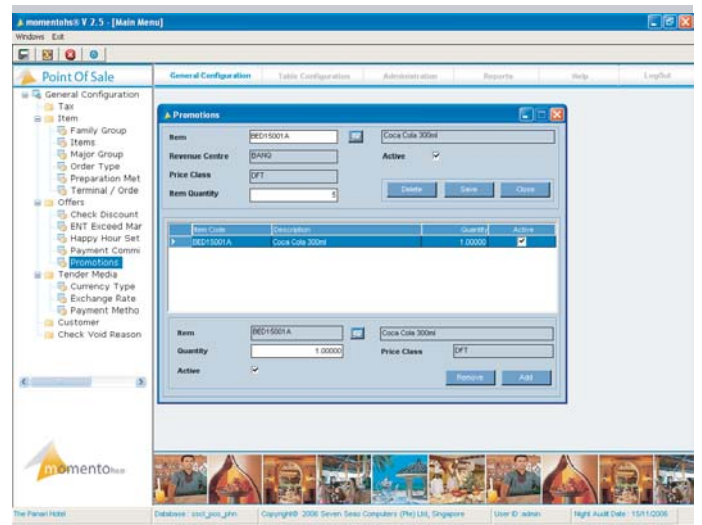 momentohs® V 2.5 - [Main Menu]
Windows Exit
Point Of Sale
General Configuration Table Configuration Administration Reports Help LogOut
General Configuration
Tax
Item
Family Group
Items
Major Group
Order Type
Preparation Met
Terminal / Orde
Offers
Check Discount
ENT Exceed Mar
Happy Hour Set
Payment Commi
Promotions
Tender Media
Currency Type
Exchange Rate
Payment Metho
Customer
Check Void Reason
Promotions
Item BED15001A Coca Cola 300ml
Revenue Centre BANQ Active
Price Class DFT
Item Quantity 5
Delete Save Close
Item Code Description Quantity Active
BED15001A Coca Cola 300ml 1.00000
Item BED15001A Coca Cola 300ml
Quantity 1.00000 Price Class DFT
Active
Remove Add
momento
The Panari Hotel Database : sscl_pos_phn Copyright© 2006 Seven Seas Computers (Pte) Ltd, Singapore User ID :admin Night Audit Date : 15/11/2006